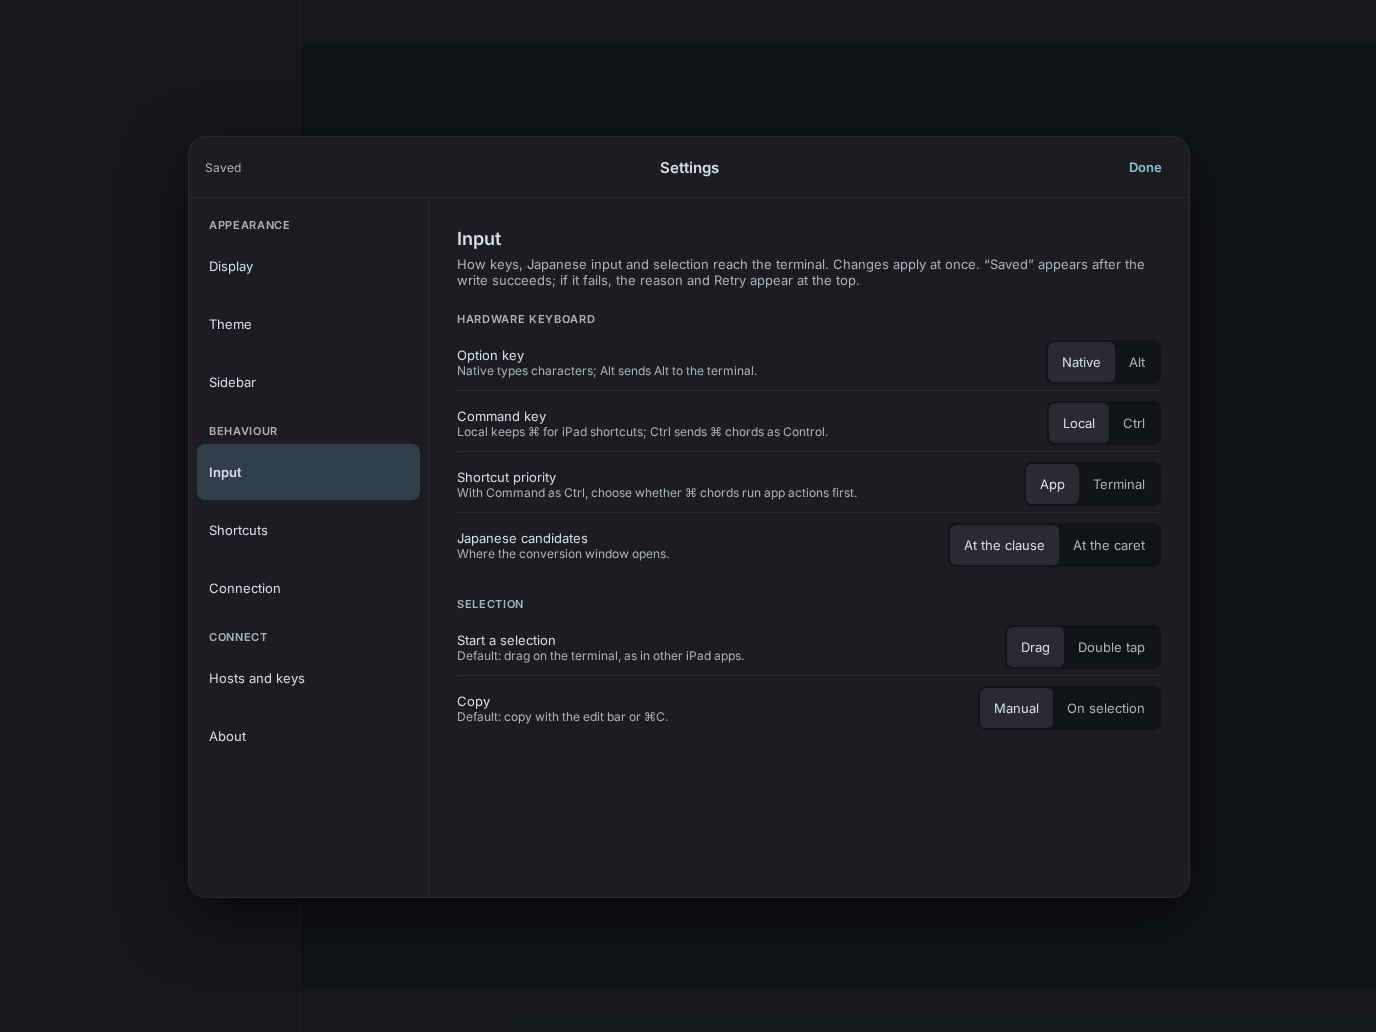 Saved
Settings
Done
APPEARANCE
Display
Theme
Sidebar
BEHAVIOUR
Input
Shortcuts
Connection
CONNECT
Hosts and keys
About
Input
How keys, Japanese input and selection reach the terminal. Changes apply at once. “Saved” appears after the
write succeeds; if it fails, the reason and Retry appear at the top.
HARDWARE KEYBOARD
Option key
Native types characters; Alt sends Alt to the terminal.
Native
Alt
Command key
Local keeps ⌘ for iPad shortcuts; Ctrl sends ⌘ chords as Control.
Local
Ctrl
Shortcut priority
With Command as Ctrl, choose whether ⌘ chords run app actions first.
App
Terminal
Japanese candidates
Where the conversion window opens.
At the clause
At the caret
SELECTION
Start a selection
Default: drag on the terminal, as in other iPad apps.
Drag
Double tap
Copy
Default: copy with the edit bar or ⌘C.
Manual
On selection